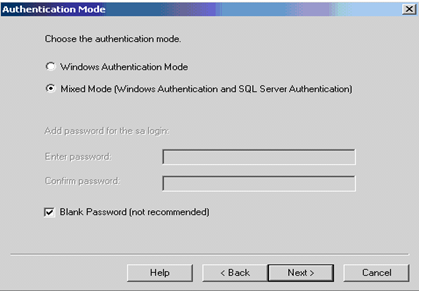 Authentication Mode
Choose the authentication mode.
Windows Authentication Mode
Mixed Mode (Windows Authentication and SQL Server Authentication)
Add password for the sa login:
Enter password:
Confirm password:
Blank Password (not recommended)
Help
< Back
Next >
Cancel